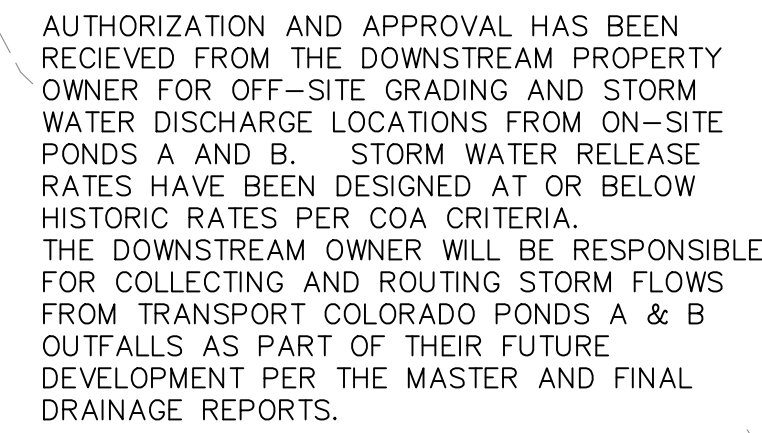 AUTHORIZATION AND APPROVAL HAS BEEN
RECIEVED FROM THE DOWNSTREAM PROPERTY
OWNER FOR OFF-SITE GRADING AND STORM
WATER DISCHARGE LOCATIONS FROM ON-SITE
PONDS A AND B. STORM WATER RELEASE
RATES HAVE BEEN DESIGNED AT OR BELOW
HISTORIC RATES PER COA CRITERIA.
THE DOWNSTREAM OWNER WILL BE RESPONSIBLE
FOR COLLECTING AND ROUTING STORM FLOWS
FROM TRANSPORT COLORADO PONDS A & B
OUTFALLS AS PART OF THEIR FUTURE
DEVELOPMENT PER THE MASTER AND FINAL
DRAINAGE REPORTS.